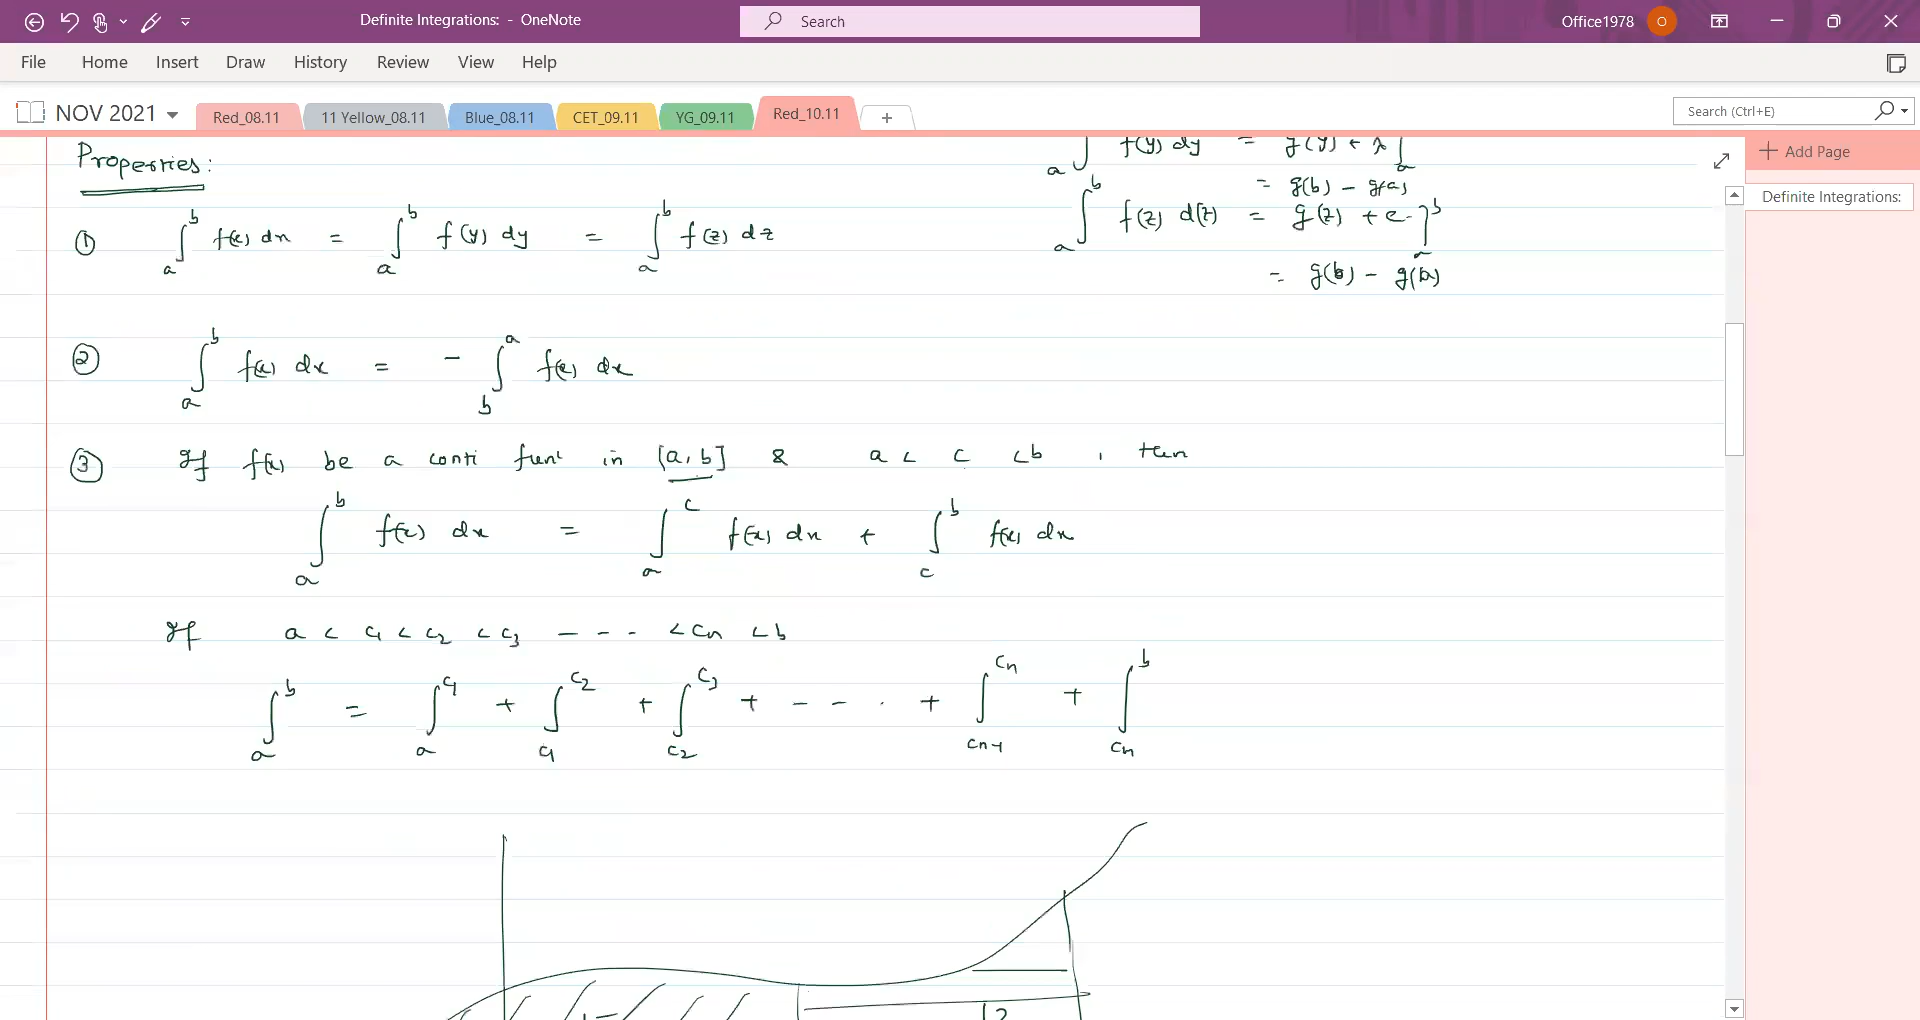 Definite Integrations: - OneNote
Search
Office1978
O
File Home Insert Draw History Review View Help
NOV 2021
Red_08.11
11 Yellow_08.11
Blue_08.11
CET_09.11
YG_09.11
Red_10.11
+
Search (Ctrl+E)
Add Page
Definite Integrations:
Properties:
∫_a f(y) dy = g(y) + ]_a
= g(b) - g(a)
∫_a^b f(z) d(z) = g(z) + c ]_a^b
= g(b) - g(a)
① ∫_a^b f(x) dx = ∫_a^b f(y) dy = ∫_a^b f(z) dz
② ∫_a^b f(x) dx = - ∫_b^a f(x) dx
③ If f(x) be a conti funⁿ in [a, b] & a < c < b , then
∫_a^b f(x) dx = ∫_a^c f(x) dx + ∫_c^b f(x) dx
If a < c₁ < c₂ < c₃ - - - < cn < b
∫_a^b = ∫_a^c₁ + ∫_c₁^c₂ + ∫_c₂^c₃ + - - . + ∫_cn-1^cn + ∫_cn^b